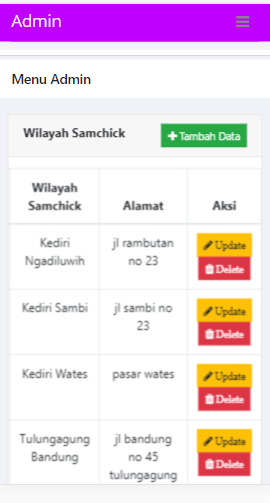 Admin
Menu Admin
Wilayah Samchick
Tambah Data
Wilayah
Samchick
Alamat
Aksi
Kediri
Ngadiluwih
jl rambutan
no 23
Update
Delete
Kediri Sambi
jl sambi no
23
Update
Delete
Kediri Wates
pasar wates
Update
Delete
Tulungagung
Bandung
jl bandung
no 45
tulungagung
Update
Delete